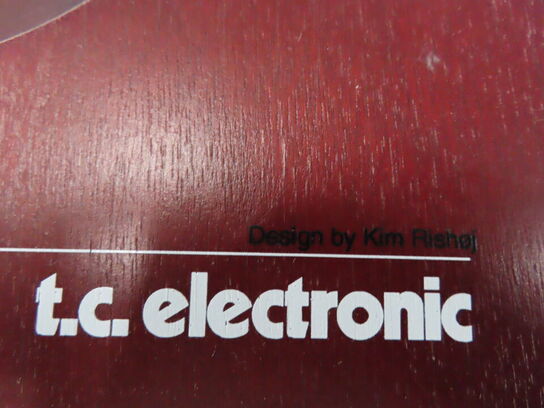 Design by Kim Rishøj
t.c. electronic